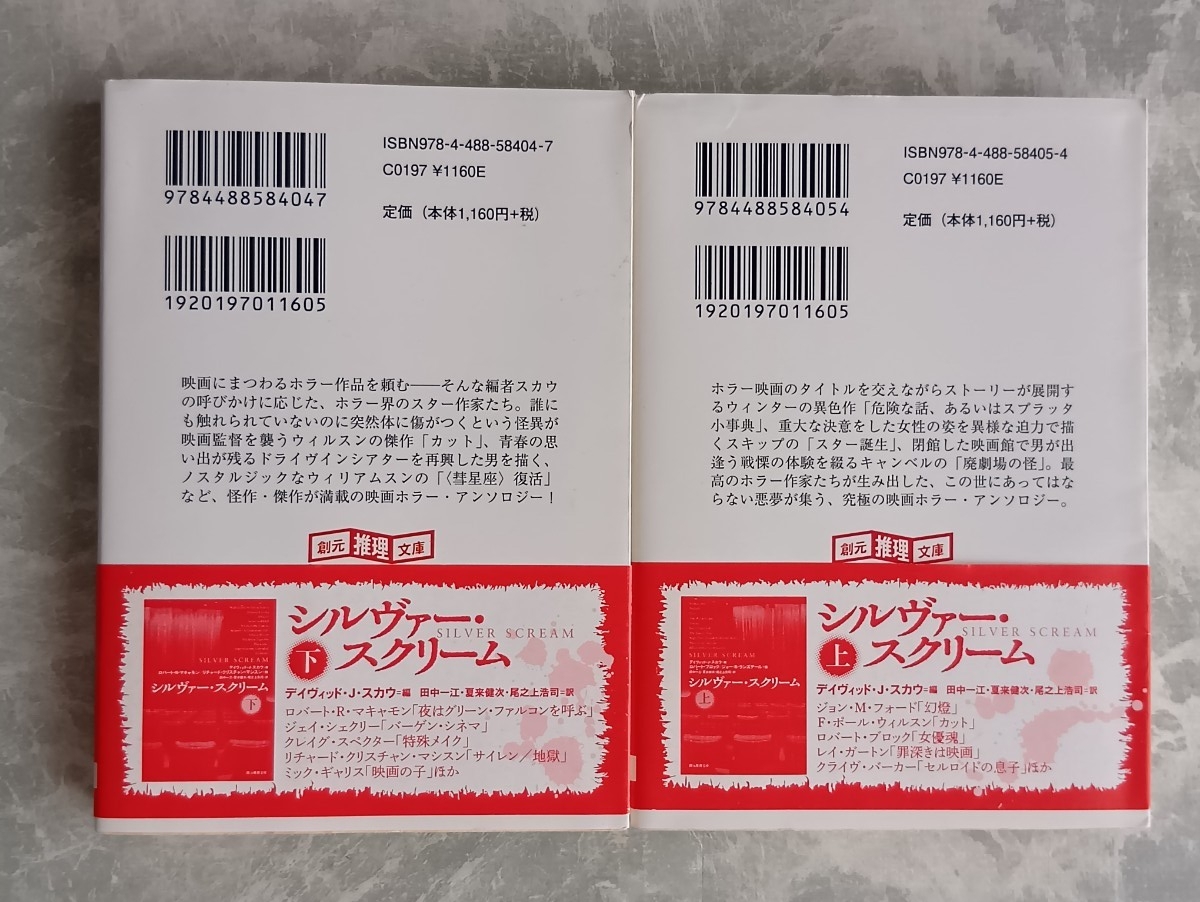 ISBN978-4-488-58404-7
C0197 ¥1160E
定価（本体1,160円+税）
9784488584047
1920197011605
映画にまつわるホラー作品を頼む──そんな編者スカウ
の呼びかけに応じた、ホラー界のスター作家たち。誰に
も触れられていないのに突然体に傷がつくという怪異が
映画監督を襲うウィルスンの傑作「カット」、青春の思
い出が残るドライヴインシアターを再興した男を描く、
ノスタルジックなウィリアムスンの「〈彗星座〉復活」
など、怪作・傑作が満載の映画ホラー・アンソロジー！
創元推理文庫
シルヴァー・
SILVER SCREAM
下
スクリーム
デイヴィッド・J・スカウ=編 田中一江・夏来健次・尾之上浩司=訳
ロバート・R・マキャモン「夜はグリーン・ファルコンを呼ぶ」
ジェイ・シェクリー「バーゲン・シネマ」
クレイグ・スペクター「特殊メイク」
リチャード・クリスチャン・マシスン「サイレン／地獄」
ミック・ギャリス「映画の子」ほか
SILVER SCREAM
シルヴァー・スクリーム
下
ISBN978-4-488-58405-4
C0197 ¥1160E
定価（本体1,160円+税）
9784488584054
1920197011605
ホラー映画のタイトルを交えながらストーリーが展開す
るウィンターの異色作「危険な話、あるいはスプラッタ
小事典」、重大な決意をした女性の姿を異様な迫力で描
くスキップの「スター誕生」、閉館した映画館で男が出
逢う戦慄の体験を綴るキャンベルの「廃劇場の怪」。最
高のホラー作家たちが生み出した、この世にあってはな
らない悪夢が集う、究極の映画ホラー・アンソロジー。
創元推理文庫
シルヴァー・
SILVER SCREAM
上
スクリーム
デイヴィッド・J・スカウ=編 田中一江・夏来健次・尾之上浩司=訳
ジョン・M・フォード「幻燈」
F・ポール・ウィルスン「カット」
ロバート・ブロック「女優魂」
レイ・ガートン「罪深きは映画」
クライヴ・バーカー「セルロイドの息子」ほか
SILVER SCREAM
シルヴァー・スクリーム
上